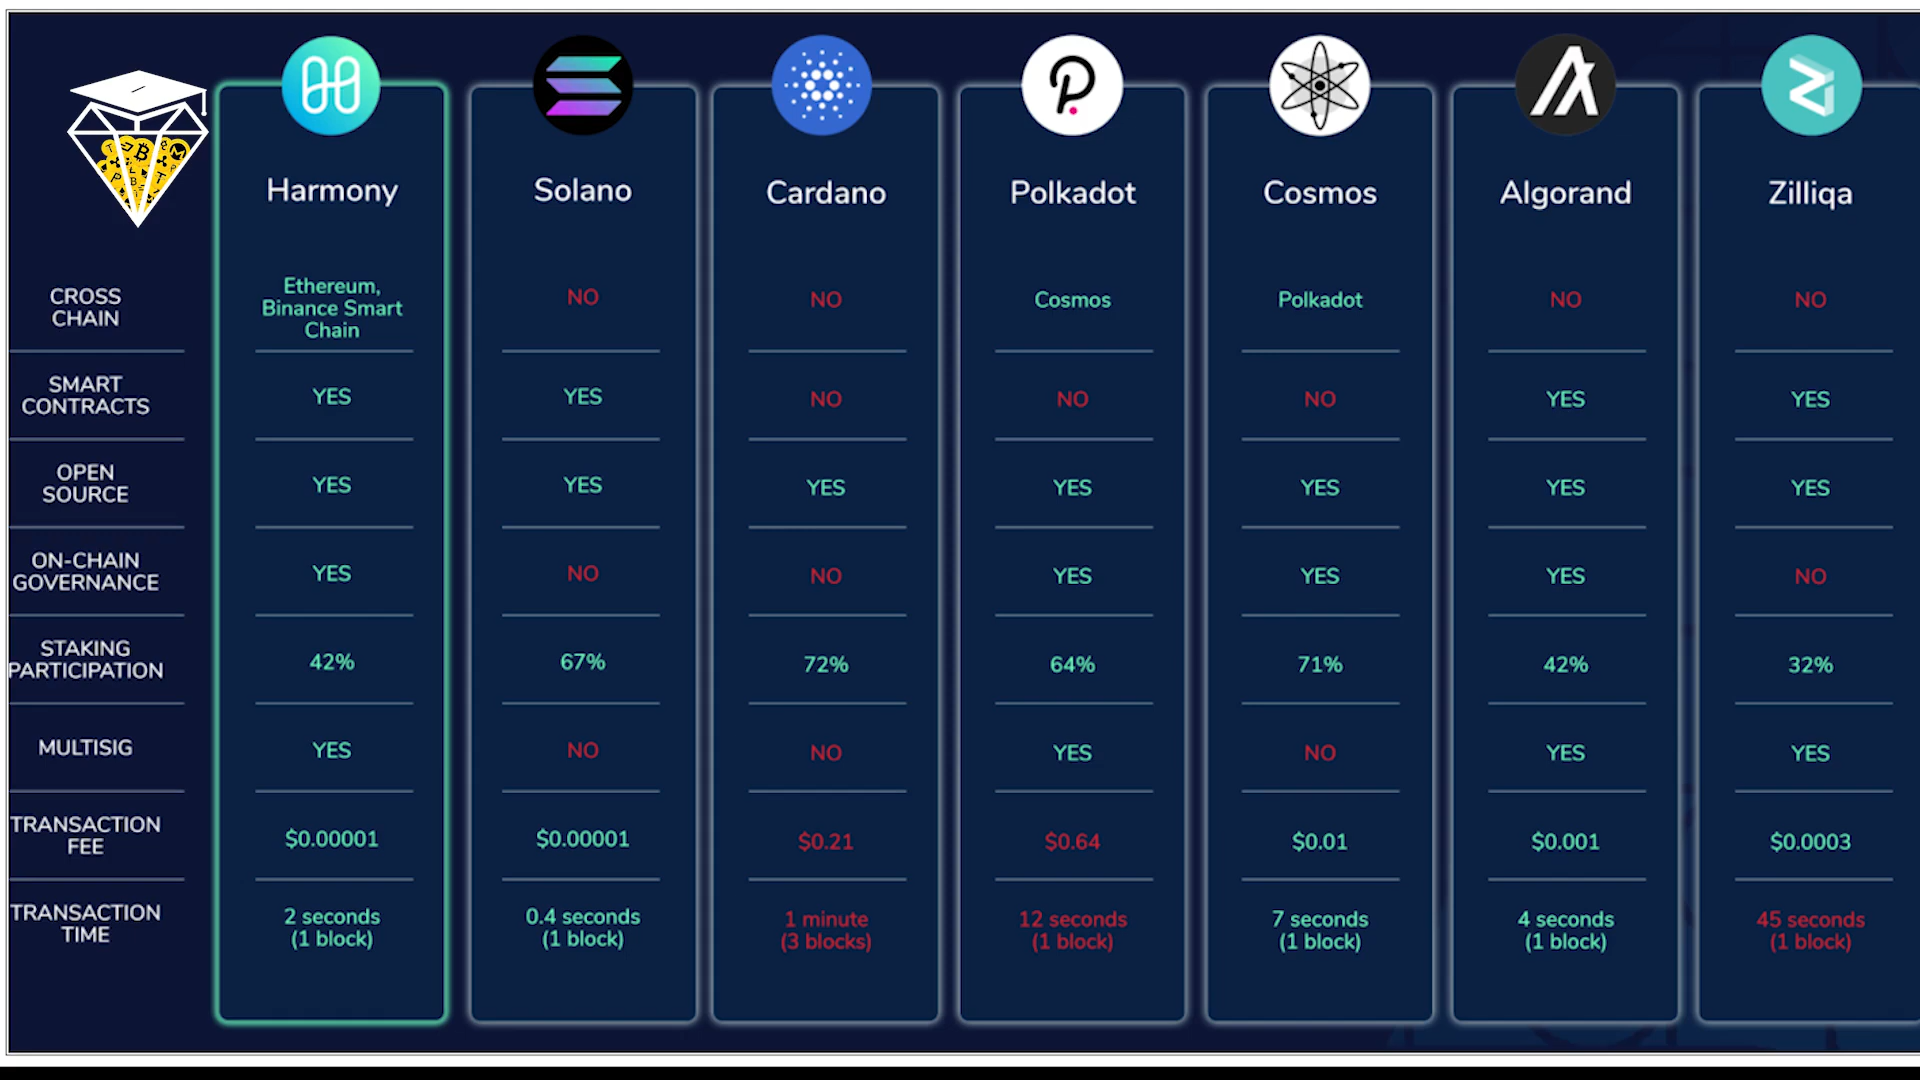 Harmony Solano Cardano Polkadot Cosmos Algorand Zilliqa
CROSS
CHAIN
Ethereum,
Binance Smart
Chain
NO NO Cosmos Polkadot NO NO
SMART
CONTRACTS
YES YES NO NO NO YES YES
OPEN
SOURCE
YES YES YES YES YES YES YES
ON-CHAIN
GOVERNANCE
YES NO NO YES YES YES NO
STAKING
PARTICIPATION
42% 67% 72% 64% 71% 42% 32%
MULTISIG YES NO NO YES NO YES YES
TRANSACTION
FEE
$0.00001 $0.00001 $0.21 $0.64 $0.01 $0.001 $0.0003
TRANSACTION
TIME
2 seconds 0.4 seconds 1 minute 12 seconds 7 seconds 4 seconds 45 seconds
(1 block) (1 block) (3 blocks) (1 block) (1 block) (1 block) (1 block)